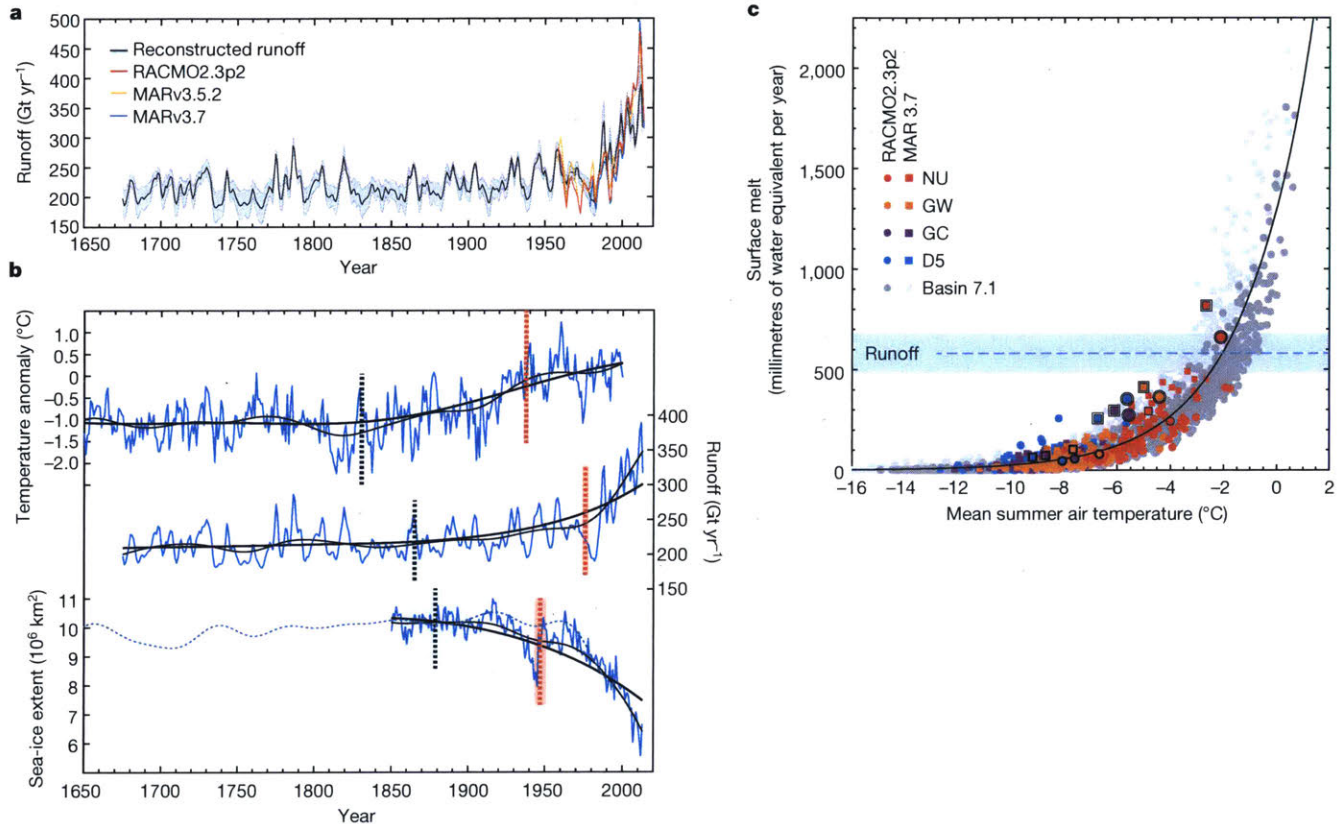 a
500
450
400
350
300
250
200
150
Runoff (Gt yr⁻¹)
Reconstructed runoff
RACMO2.3p2
MARv3.5.2
MARv3.7
1650 1700 1750 1800 1850 1900 1950 2000
Year
b
1.0
0.5
0
−0.5
−1.0
−1.5
−2.0
Temperature anomaly (°C)
400
350
300
250
200
150
Runoff (Gt yr⁻¹)
11
10
9
8
7
6
Sea-ice extent (10⁶ km²)
1650 1700 1750 1800 1850 1900 1950 2000
Year
c
2,000
1,500
1,000
500
0
Surface melt
(millimetres of water equivalent per year)
RACMO2.3p2
MAR 3.7
NU
GW
GC
D5
Basin 7.1
Runoff
−16 −14 −12 −10 −8 −6 −4 −2 0 2
Mean summer air temperature (°C)